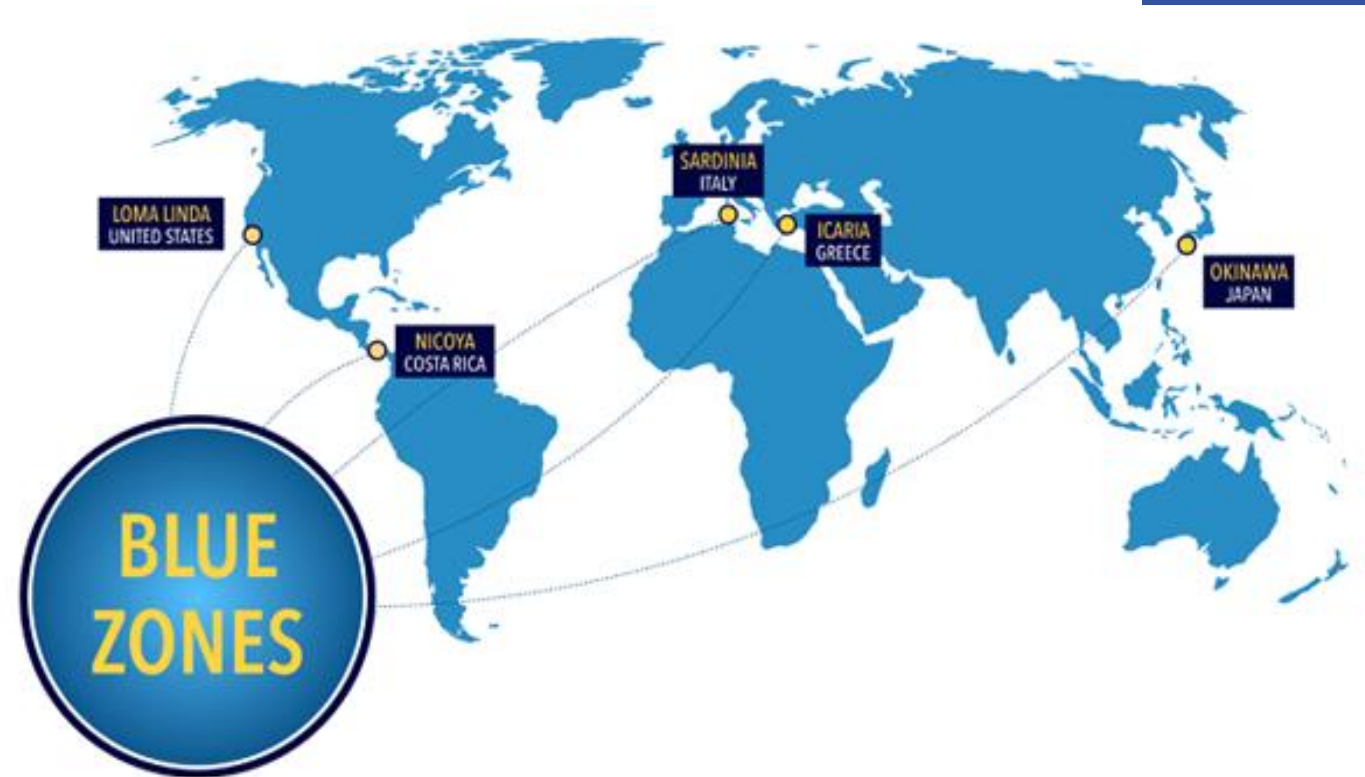 SARDINIA
ITALY
LOMA LINDA
UNITED STATES
ICARIA
GREECE
OKINAWA
JAPAN
NICOYA
COSTA RICA
BLUE
ZONES